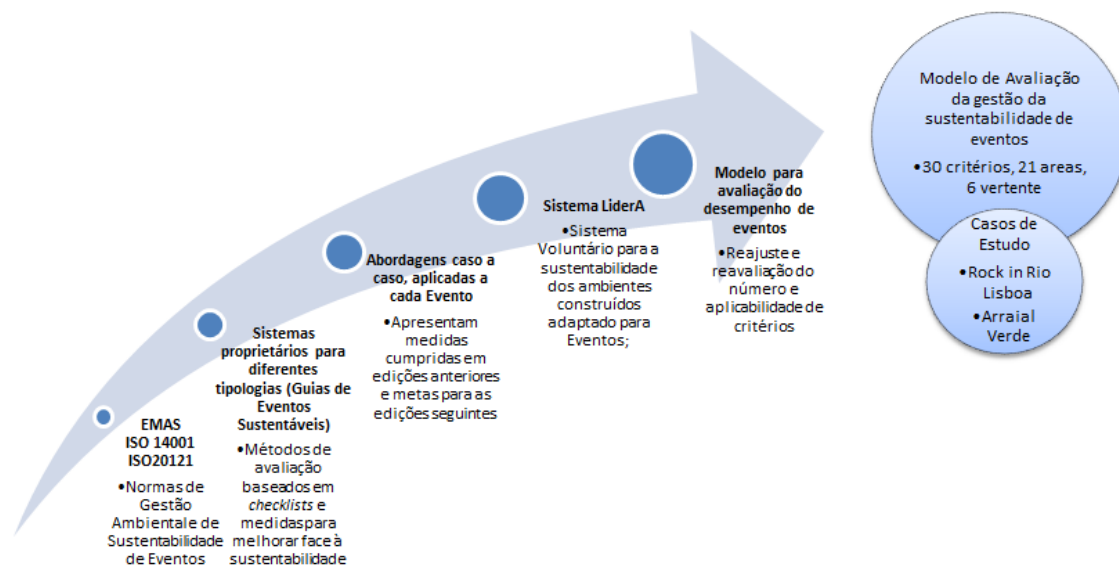 EMAS
ISO 14001
ISO20121
•Normas de
Gestão
Ambiental e de
Sustentabilidade
de Eventos
Sistemas
proprietários para
diferentes
tipologias (Guias de
Eventos
Sustentáveis)
•Métodos de
avaliação
baseados em
checklists e
medidas para
melhorar face à
sustentabilidade
Abordagens caso a
caso, aplicadas a
cada Evento
•Apresentam
medidas
cumpridas em
edições anteriores
e metas para as
edições seguintes
Sistema LiderA
•Sistema
Voluntário para a
sustentabilidade
dos ambientes
construídos
adaptado para
Eventos;
Modelo para
avaliação do
desempenho de
eventos
•Reajuste e
reavaliação do
número e
aplicabilidade de
critérios
Modelo de Avaliação
da gestão da
sustentabilidade de
eventos
•30 critérios, 21 areas,
6 vertente
Casos de
Estudo
•Rock in Rio
Lisboa
•Arraial
Verde